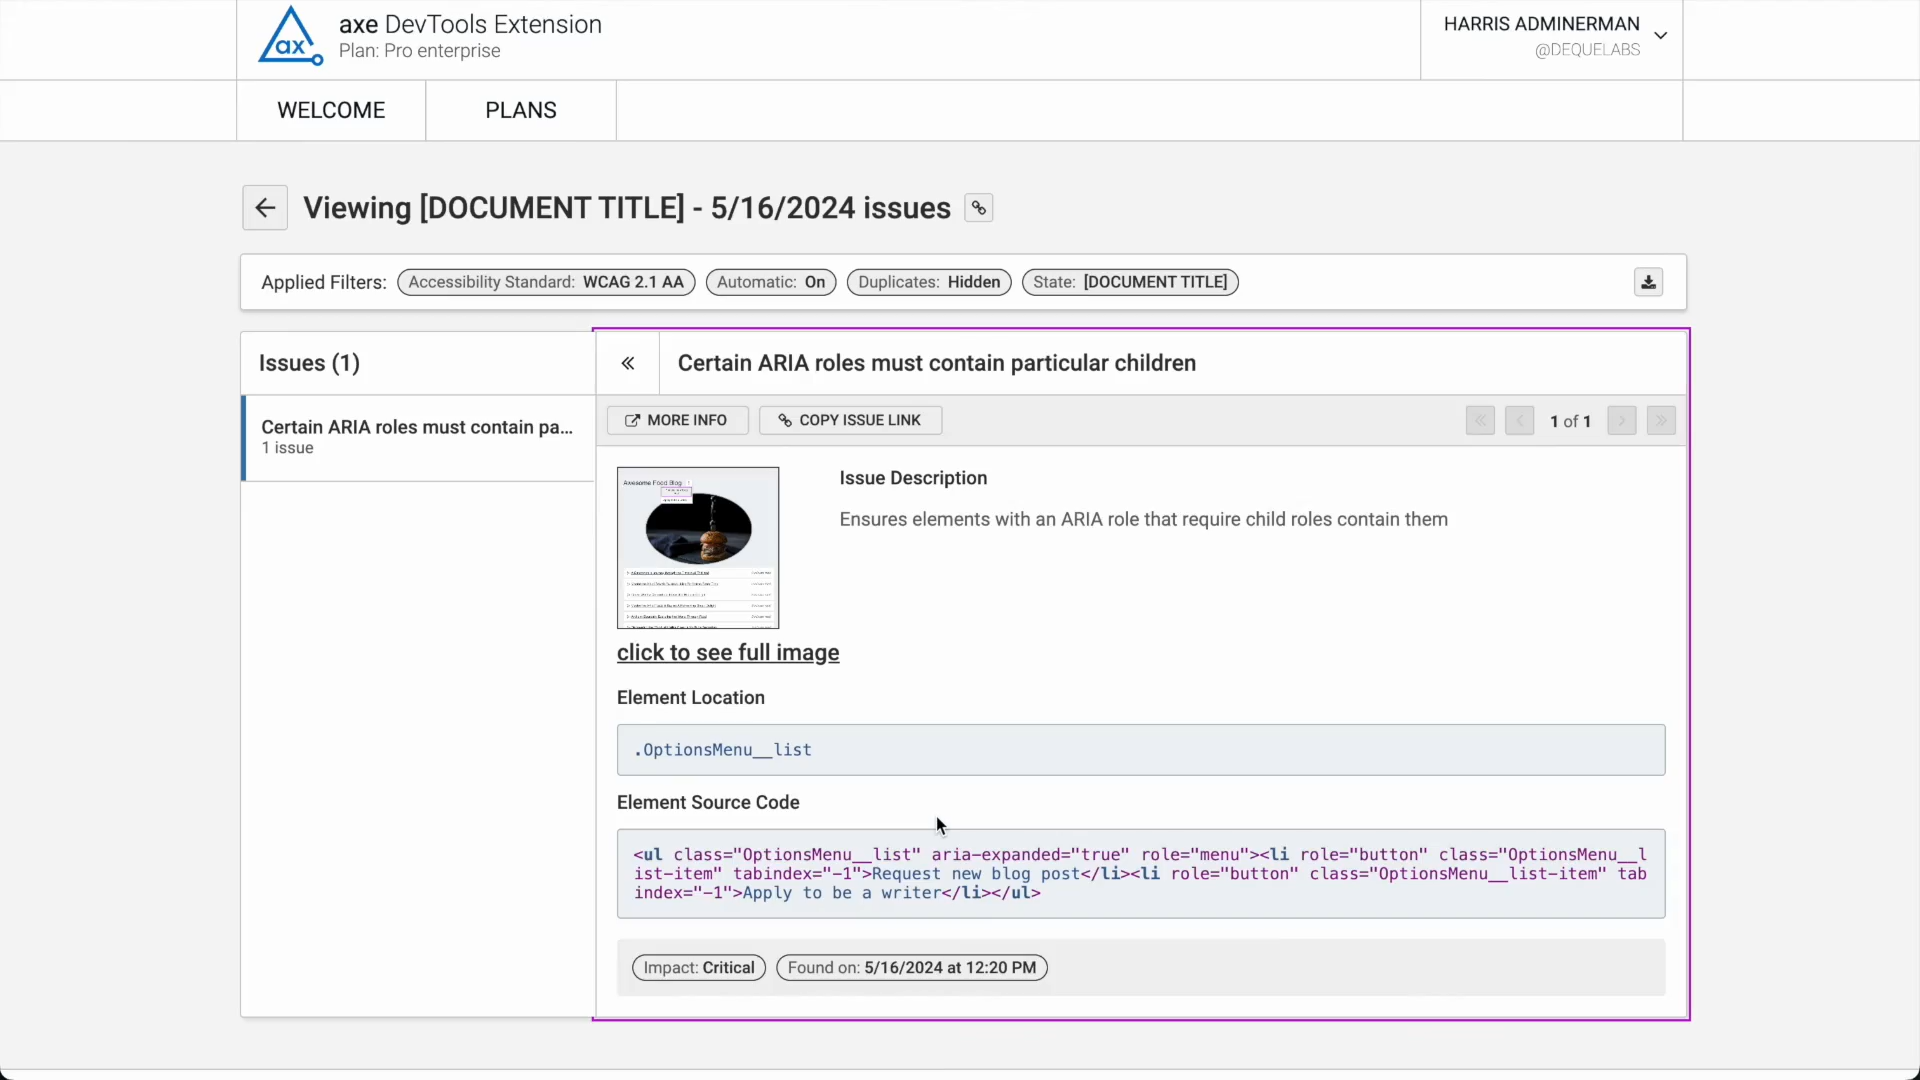 axe DevTools Extension
Plan: Pro enterprise
HARRIS ADMINERMAN
@DEQUELABS
WELCOME
PLANS
Viewing [DOCUMENT TITLE] - 5/16/2024 issues
Applied Filters: Accessibility Standard: WCAG 2.1 AA Automatic: On Duplicates: Hidden State: [DOCUMENT TITLE]
Issues (1)
Certain ARIA roles must contain pa...
1 issue
Certain ARIA roles must contain particular children
MORE INFO
COPY ISSUE LINK
1 of 1
Awesome Food Blog
Issue Description
Ensures elements with an ARIA role that require child roles contain them
click to see full image
Element Location
.OptionsMenu__list
Element Source Code
<ul class="OptionsMenu__list" aria-expanded="true" role="menu"><li role="button" class="OptionsMenu__l
ist-item" tabindex="-1">Request new blog post</li><li role="button" class="OptionsMenu__list-item" tab
index="-1">Apply to be a writer</li></ul>
Impact: Critical
Found on: 5/16/2024 at 12:20 PM